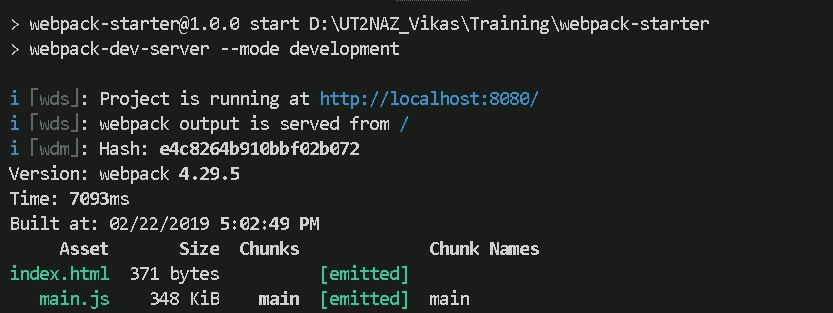 > webpack-starter@1.0.0 start D:\UT2NAZ_Vikas\Training\webpack-starter
> webpack-dev-server --mode development
i ｢wds｣: Project is running at http://localhost:8080/
i ｢wds｣: webpack output is served from /
i ｢wdm｣: Hash: e4c8264b910bbf02b072
Version: webpack 4.29.5
Time: 7093ms
Built at: 02/22/2019 5:02:49 PM
Asset Size Chunks Chunk Names
index.html 371 bytes [emitted]
main.js 348 KiB main [emitted] main